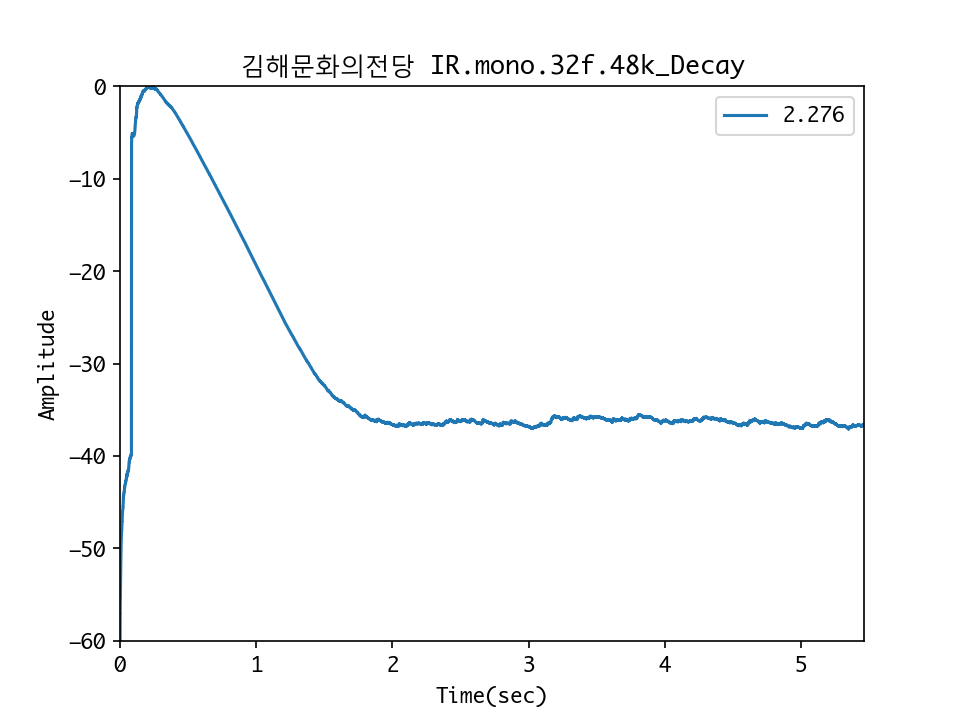 김해문화의전당 IR.mono.32f.48k_Decay
2.276
Amplitude
0
−10
−20
−30
−40
−50
−60
0 1 2 3 4 5
Time(sec)